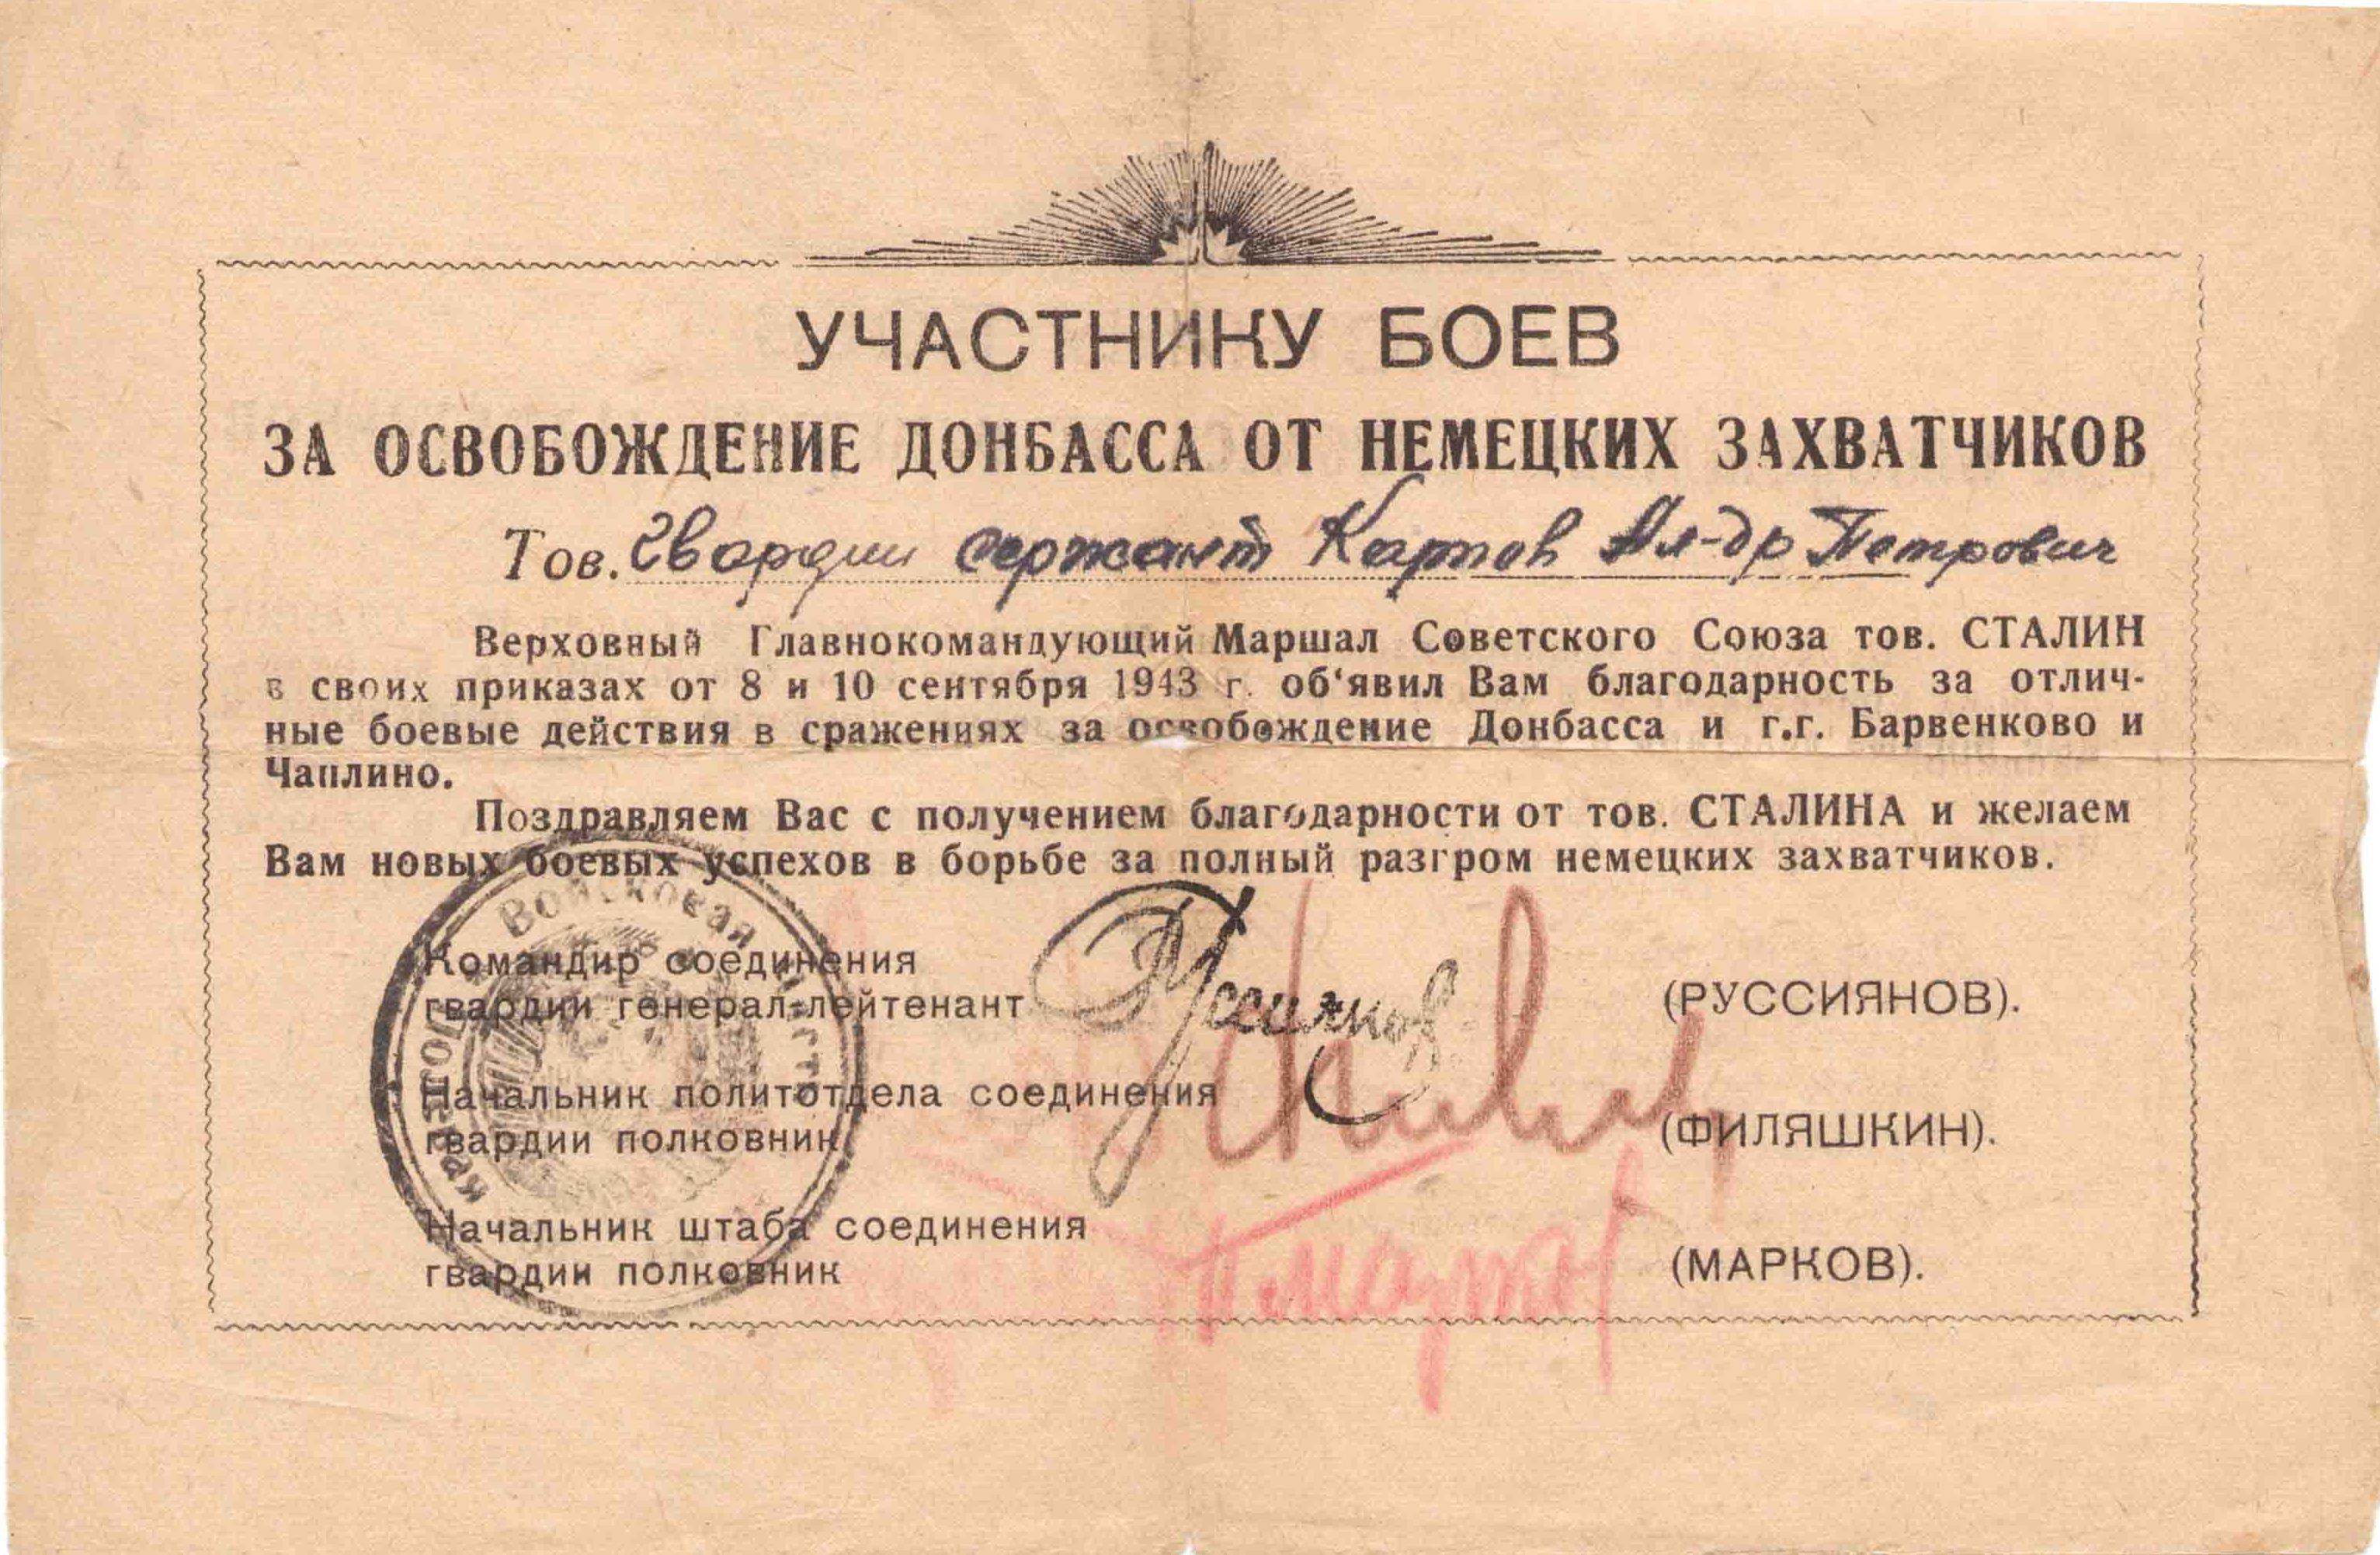 УЧАСТНИКУ БОЕВ
ЗА ОСВОБОЖДЕНИЕ ДОНБАССА ОТ НЕМЕЦКИХ ЗАХВАТЧИКОВ
Тов. Гвардии сержант Карпов Ал-др Петрович
Верховный Главнокомандующий Маршал Советского Союза тов. СТАЛИН
в своих приказах от 8 и 10 сентября 1943 г. об‘явил Вам благодарность за отлич-
ные боевые действия в сражениях за освобождение Донбасса и г.г. Барвенково и
Чаплино.
Поздравляем Вас с получением благодарности от тов. СТАЛИНА и желаем
Вам новых боевых успехов в борьбе за полный разгром немецких захватчиков.
Войсковая часть
Командир соединения
гвардии генерал-лейтенант Руссиянов (РУССИЯНОВ).
Начальник политотдела соединения
гвардии полковник (ФИЛЯШКИН).
Начальник штаба соединения
гвардии полковник (МАРКОВ).